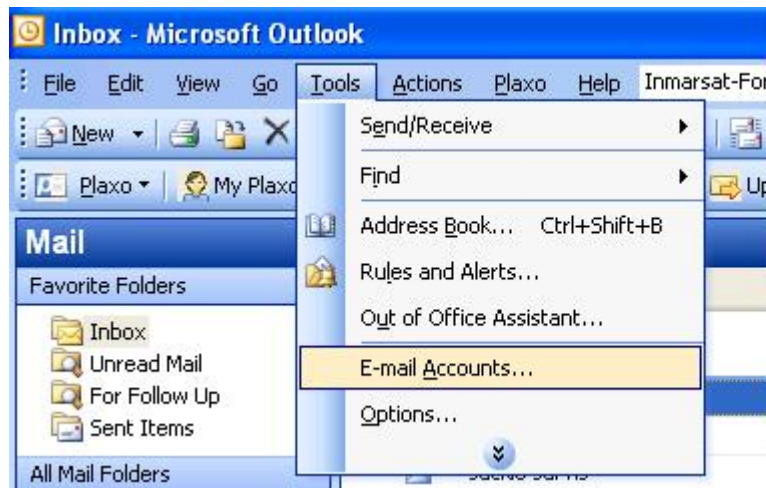 Inbox - Microsoft Outlook
File Edit View Go Tools Actions Plaxo Help Inmarsat-For
New
Send/Receive
Plaxo My Plaxo
Find
Up
Address Book... Ctrl+Shift+B
Mail
Rules and Alerts...
Favorite Folders
Out of Office Assistant...
Inbox
Unread Mail
E-mail Accounts...
For Follow Up
Options...
Sent Items
All Mail Folders